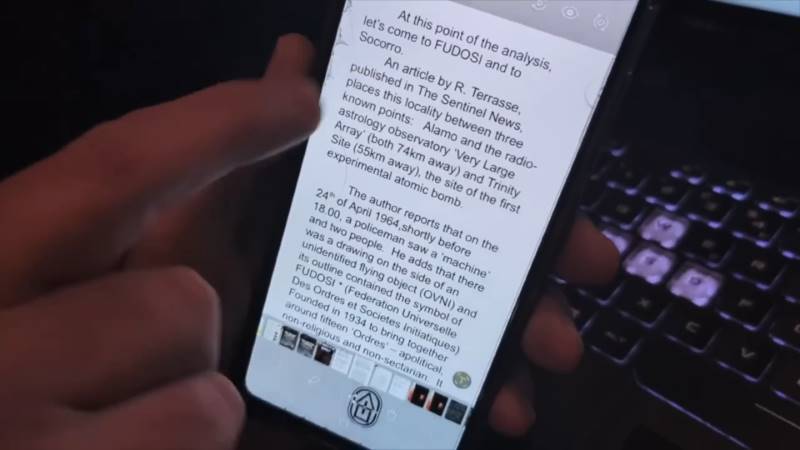 At this point of the analysis,
let's come to FUDOSI and to
Socorro.
An article by R. Terrasse,
published in The Sentinel News,
places this locality between three
known points: Alamo and the radio-
astrology observatory 'Very Large
Array' (both 74km away) and Trinity
Site (55km away), the site of the first
experimental atomic bomb.
The author reports that on the
24th of April 1964,shortly before
18.00, a policeman saw a 'machine'
and two people. He adds that there
was a drawing on the side of an
unidentified flying object (OVNI) and
its outline contained the symbol of
FUDOSI • (Federation Universelle
Des Ordres et Societes Initiatiques)
Founded in 1934 to bring together
around fifteen 'Ordres' – apolitical,
non-religious and non-sectarian. It